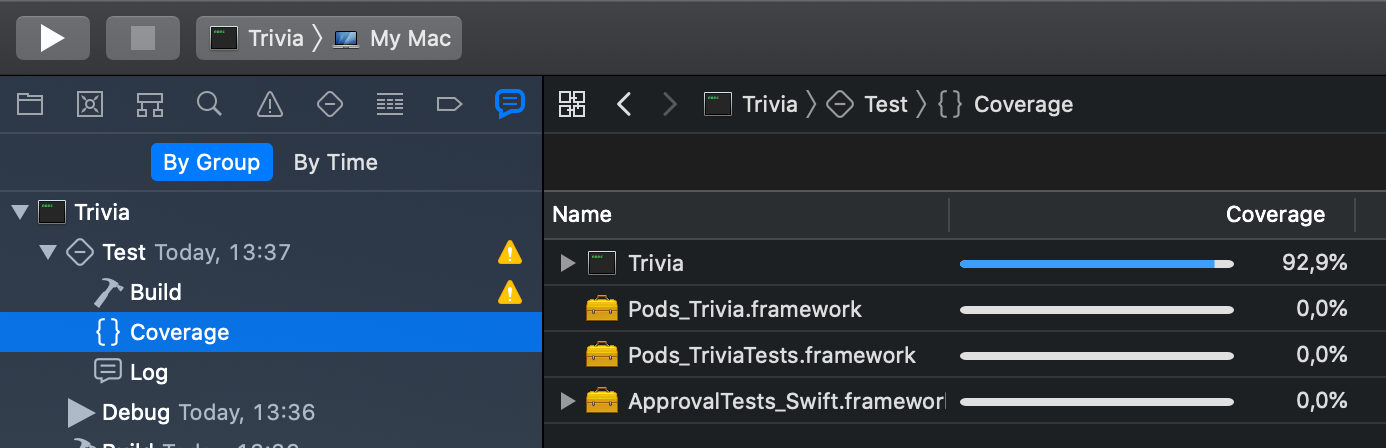 Trivia 〉 My Mac
By Group By Time
Trivia 〉 Test 〉 {} Coverage
Name Coverage
Trivia
Test Today, 13:37
Build
{} Coverage
Log
Debug Today, 13:36
Trivia 92,9%
Pods_Trivia.framework 0,0%
Pods_TriviaTests.framework 0,0%
ApprovalTests_Swift.framewor 0,0%